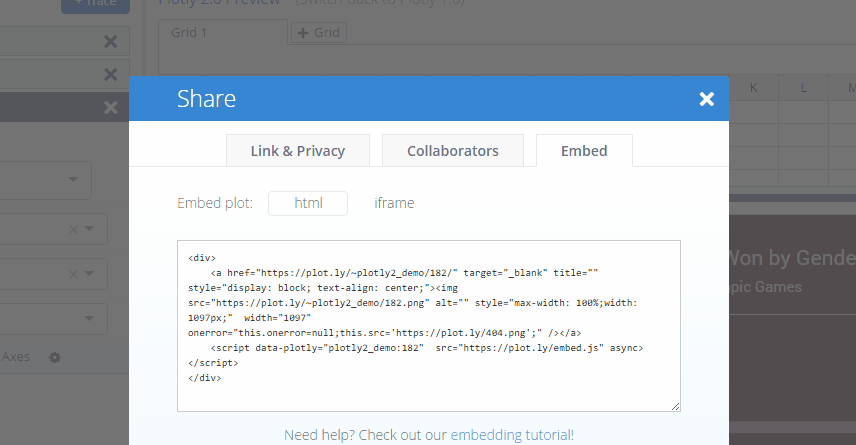 + Trace
Plotly 2.0 Preview (Switch back to Plotly 1.0)
Grid 1
+ Grid
K L M
Share
Link & Privacy Collaborators Embed
Embed plot: html iframe
<div>
<a href="https://plot.ly/~plotly2_demo/182/" target="_blank" title=""
style="display: block; text-align: center;"><img
src="https://plot.ly/~plotly2_demo/182.png" alt="" style="max-width: 100%;width:
1097px;"  width="1097"
onerror="this.onerror=null;this.src='https://plot.ly/404.png';" /></a>
<script data-plotly="plotly2_demo:182"  src="https://plot.ly/embed.js" async>
</script>
</div>
Won by Gende
pic Games
Axes
Need help? Check out our embedding tutorial!